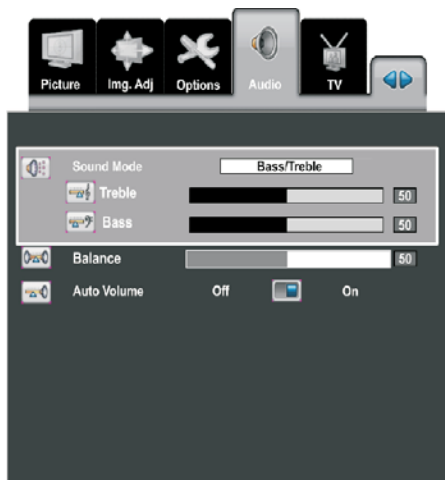 Picture Img. Adj Options Audio TV
Sound Mode Bass/Treble
Treble 50
Bass 50
Balance 50
Auto Volume Off On